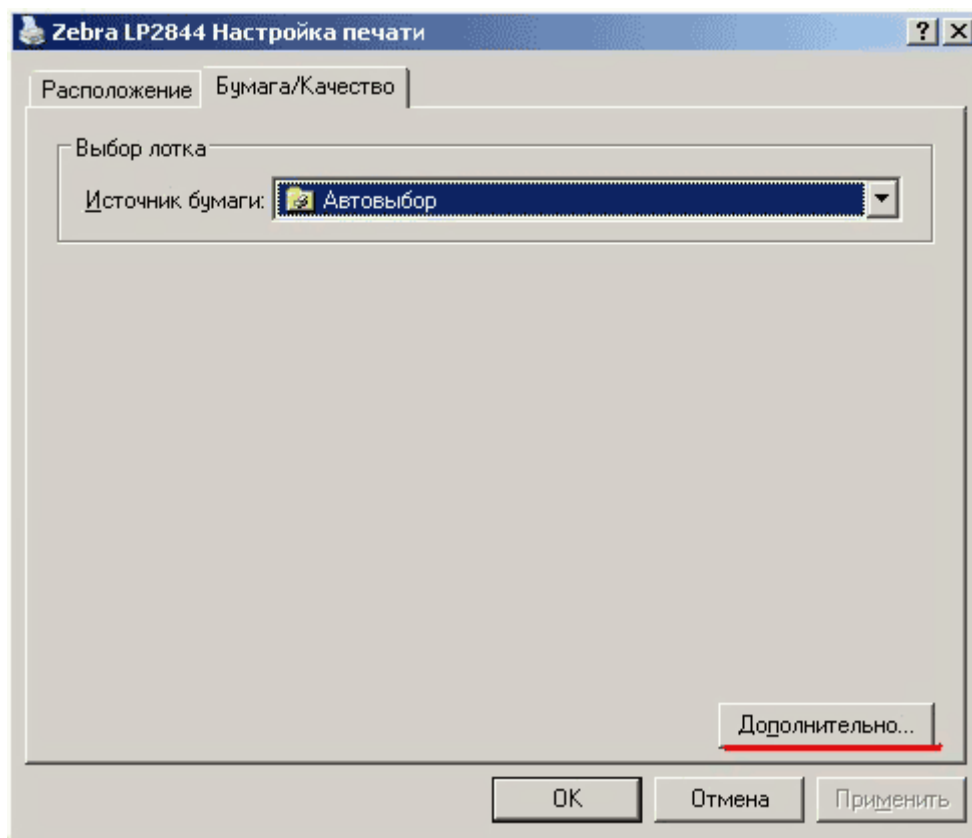 Zebra LP2844 Настройка печати
Расположение Бумага/Качество
Выбор лотка
Источник бумаги: Автовыбор
Дополнительно...
OK Отмена Применить